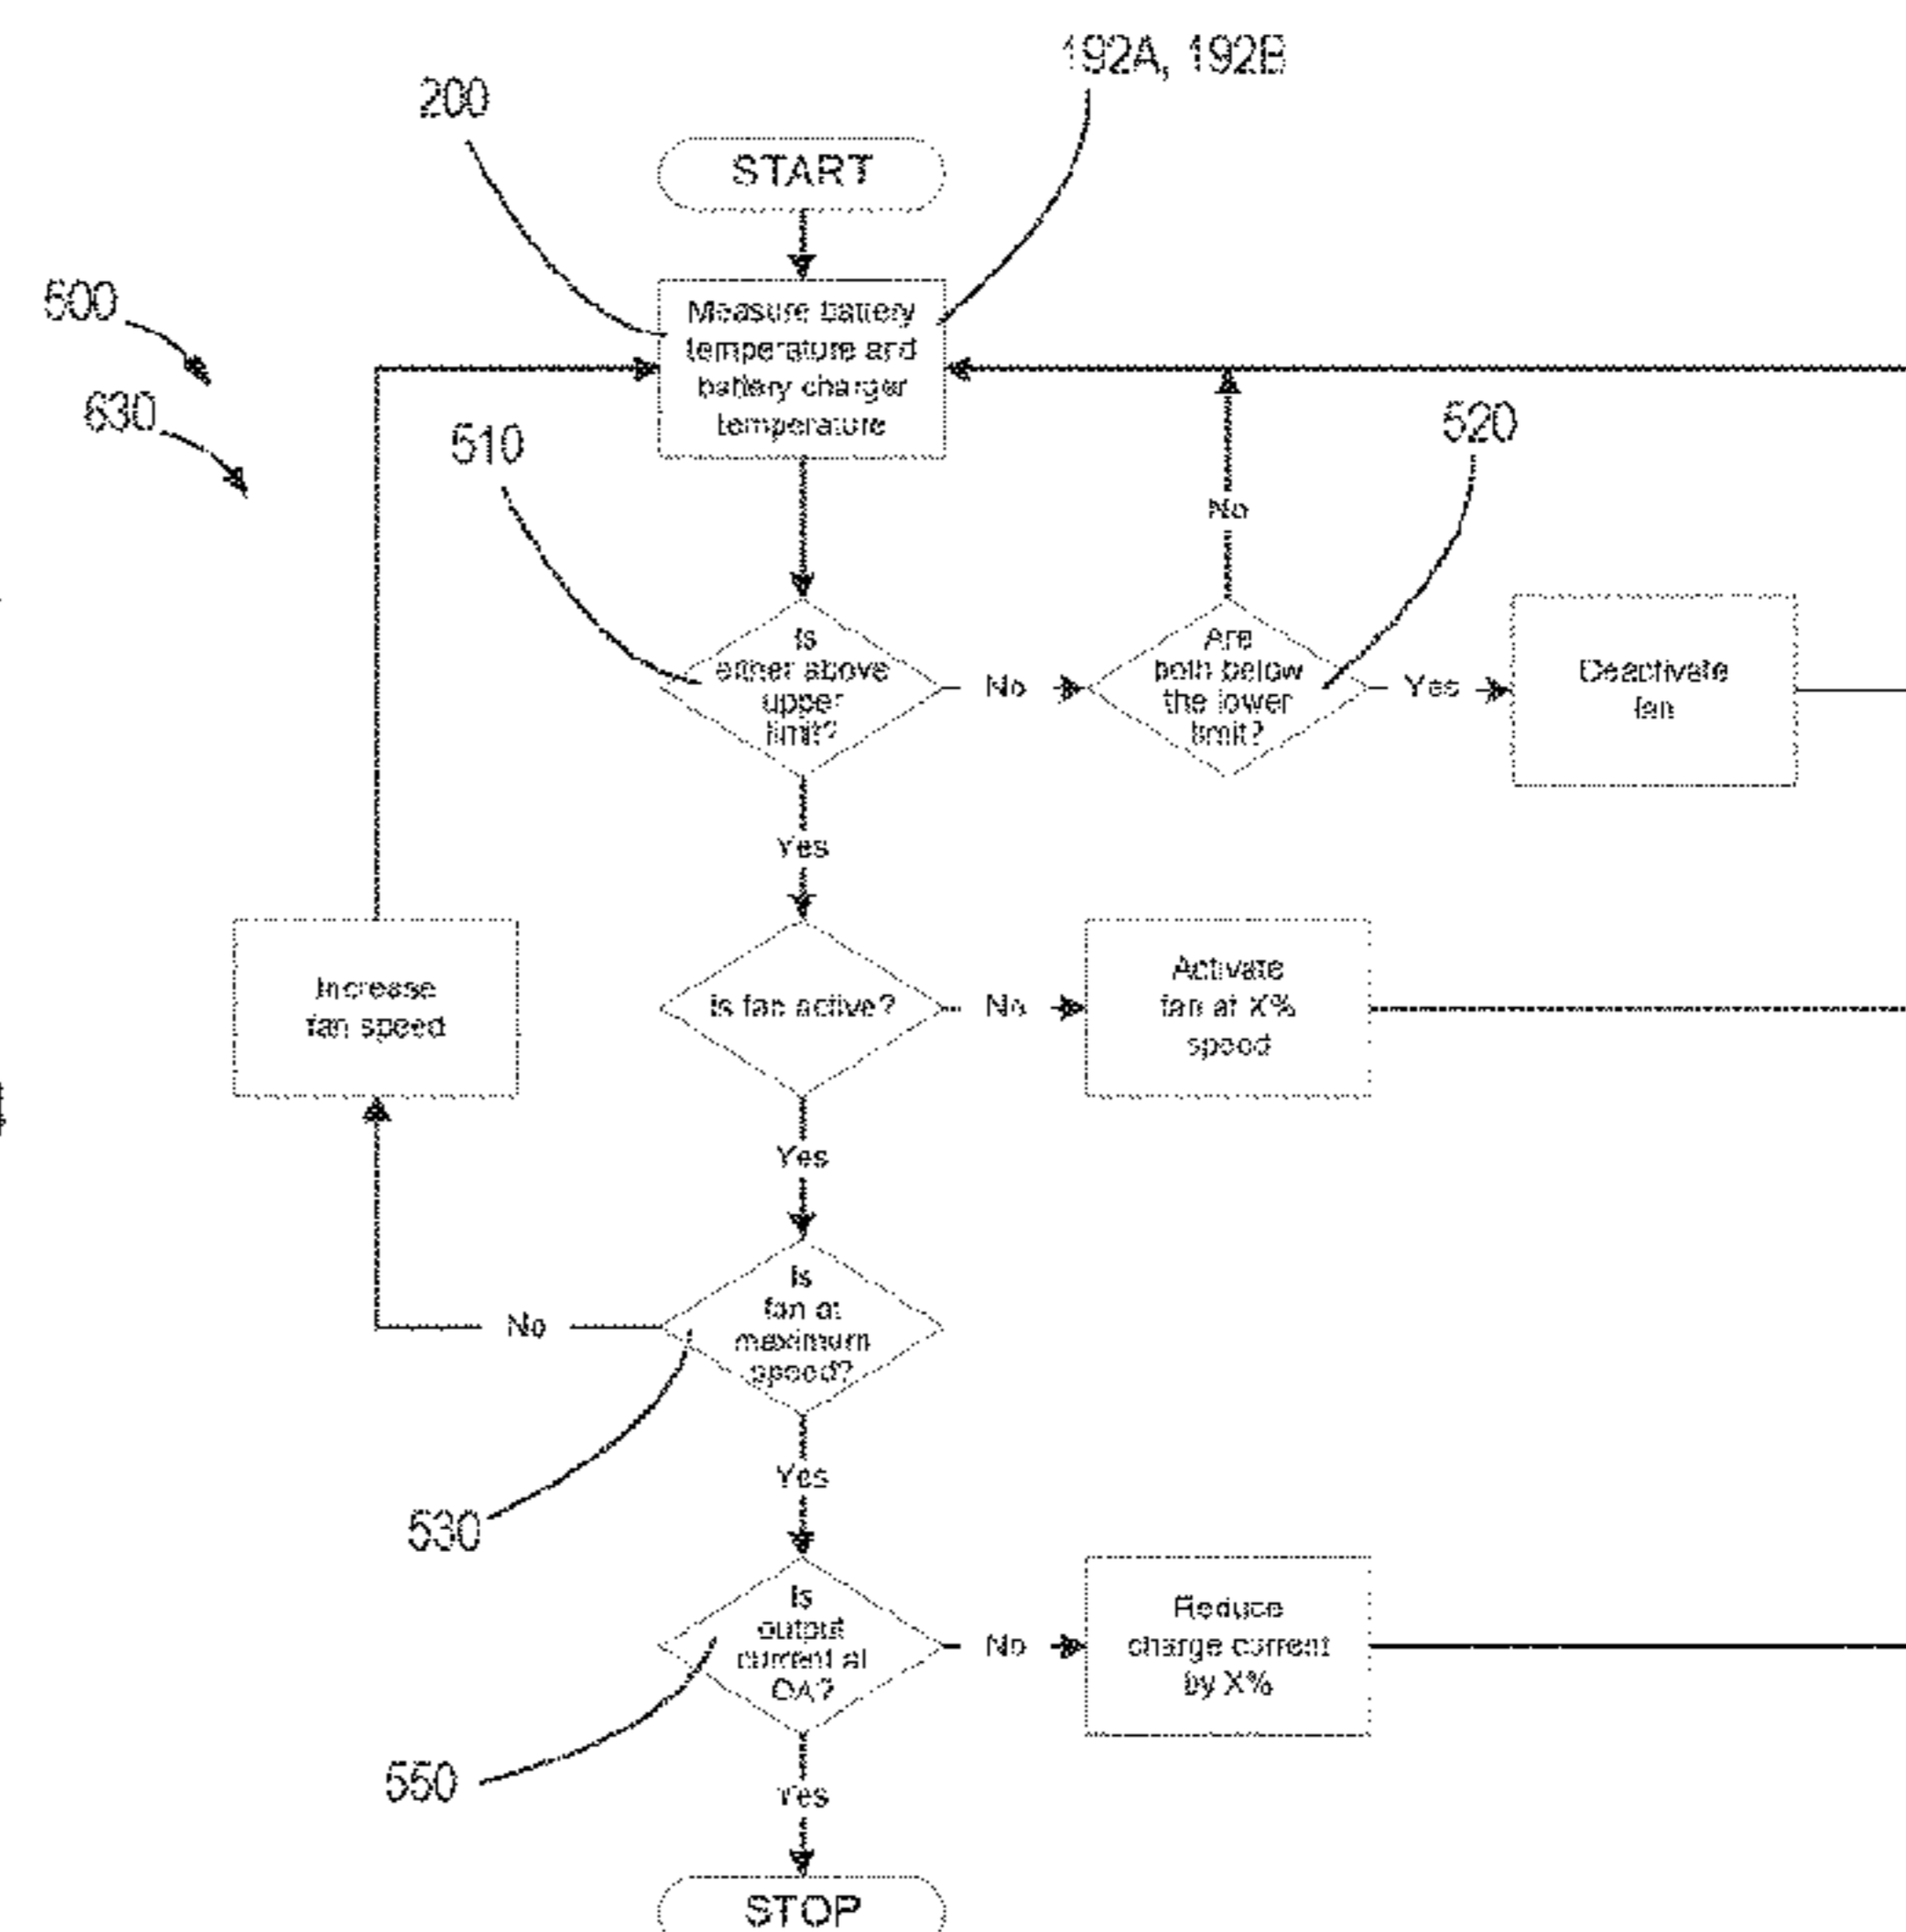 192A, 192B
200
START
500
Measure battery
temperature and
battery charger
temperature
630
510
520
No
Is
either above
upper
limit?
No
Are
both below
the lower
limit?
Yes
Deactivate
fan
Yes
Increase
fan speed
Is fan active?
No
Activate
fan at X%
speed
Yes
Is
fan at
maximum
speed?
No
Yes
530
Is
output
current at
0A?
No
Reduce
charge current
by X%
550
Yes
STOP